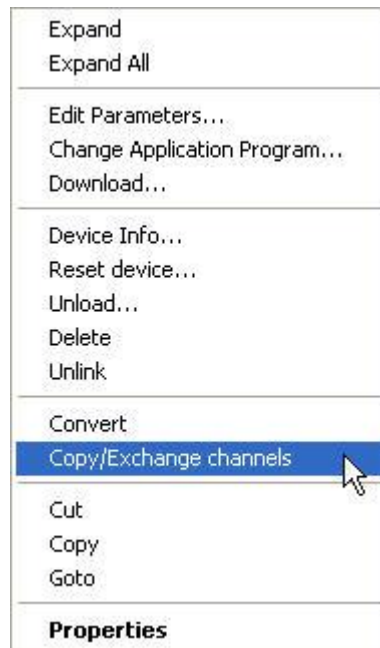 Expand
Expand All
Edit Parameters...
Change Application Program...
Download...
Device Info...
Reset device...
Unload...
Delete
Unlink
Convert
Copy/Exchange channels
Cut
Copy
Goto
Properties